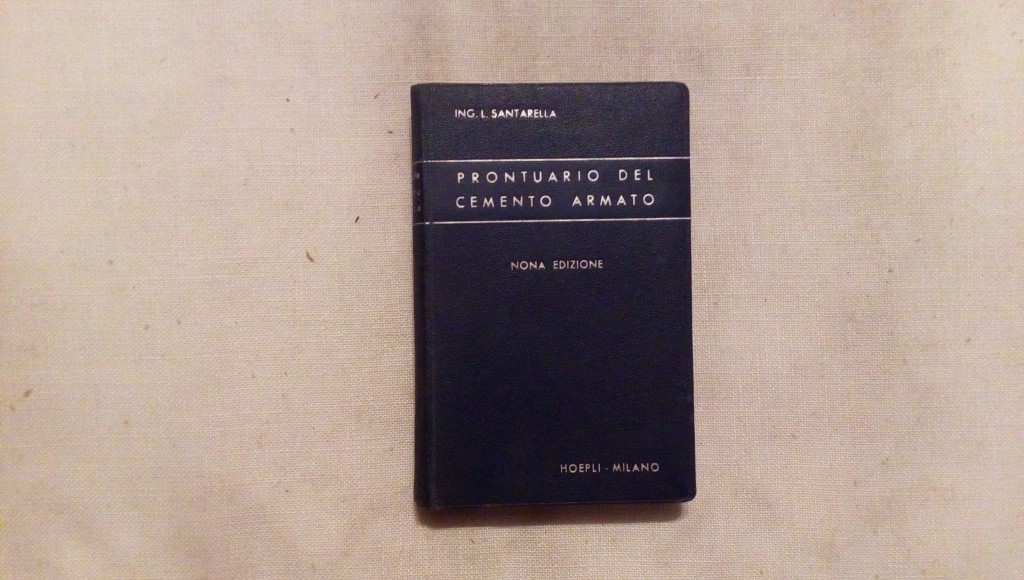 ING. L. SANTARELLA
PRONTUARIO DEL
CEMENTO ARMATO
NONA EDIZIONE
HOEPLI - MILANO